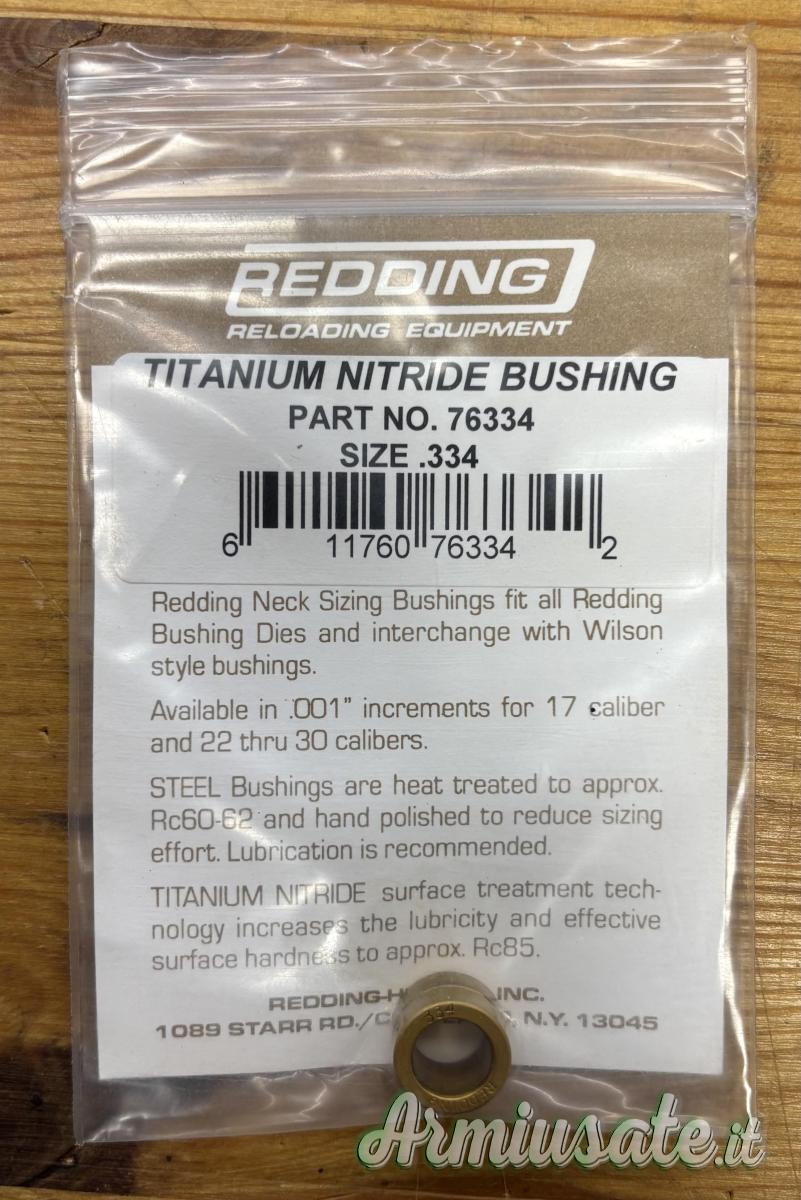 REDDING
RELOADING EQUIPMENT
TITANIUM NITRIDE BUSHING
PART NO. 76334
SIZE .334
6 11760 76334 2
Redding Neck Sizing Bushings fit all Redding
Bushing Dies and interchange with Wilson
style bushings.
Available in .001" increments for 17 caliber
and 22 thru 30 calibers.
STEEL Bushings are heat treated to approx.
Rc60-62 and hand polished to reduce sizing
effort. Lubrication is recommended.
TITANIUM NITRIDE surface treatment tech-
nology increases the lubricity and effective
surface hardness to approx. Rc85.
REDDING-H INC.
1089 STARR RD./C , N.Y. 13045
334
REDDING
Armiusate.it